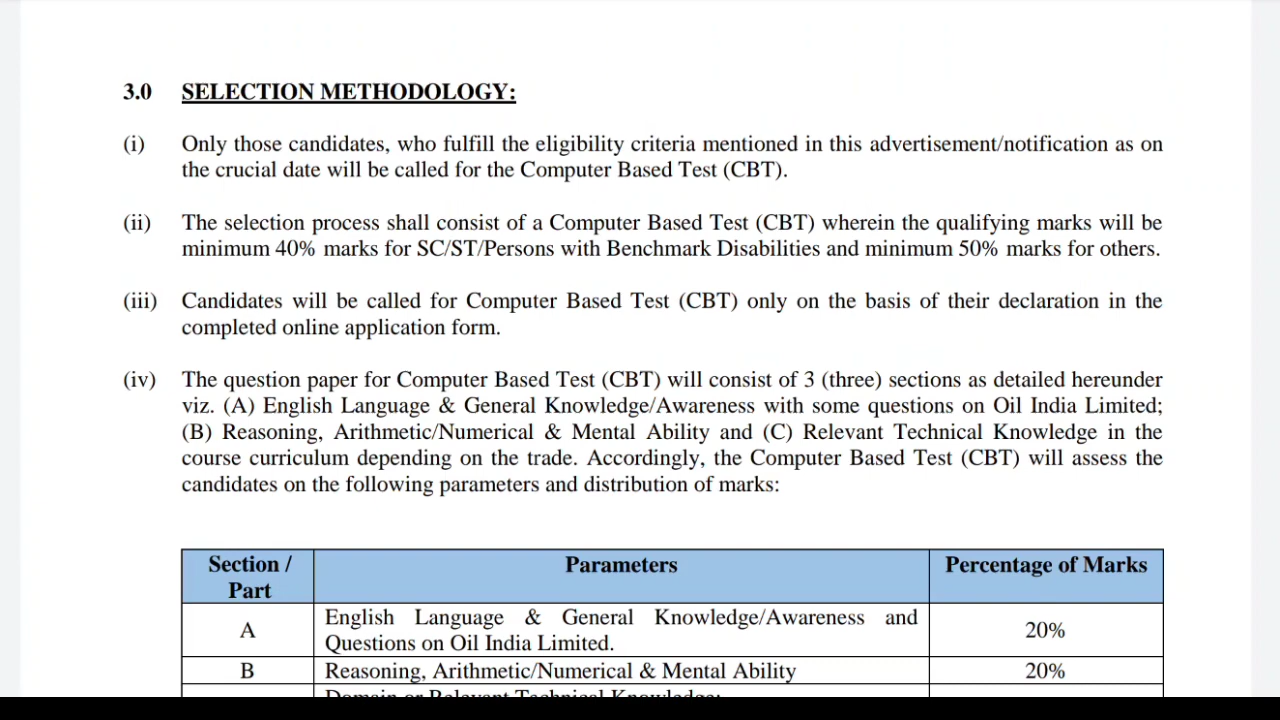 3.0 SELECTION METHODOLOGY:
(i) Only those candidates, who fulfill the eligibility criteria mentioned in this advertisement/notification as on
the crucial date will be called for the Computer Based Test (CBT).
(ii) The selection process shall consist of a Computer Based Test (CBT) wherein the qualifying marks will be
minimum 40% marks for SC/ST/Persons with Benchmark Disabilities and minimum 50% marks for others.
(iii) Candidates will be called for Computer Based Test (CBT) only on the basis of their declaration in the
completed online application form.
(iv) The question paper for Computer Based Test (CBT) will consist of 3 (three) sections as detailed hereunder
viz. (A) English Language & General Knowledge/Awareness with some questions on Oil India Limited;
(B) Reasoning, Arithmetic/Numerical & Mental Ability and (C) Relevant Technical Knowledge in the
course curriculum depending on the trade. Accordingly, the Computer Based Test (CBT) will assess the
candidates on the following parameters and distribution of marks:
Section / Parameters Percentage of Marks
Part
English Language & General Knowledge/Awareness and
A 20%
Questions on Oil India Limited.
B Reasoning, Arithmetic/Numerical & Mental Ability 20%
Domain or Relevant Technical Knowledge: